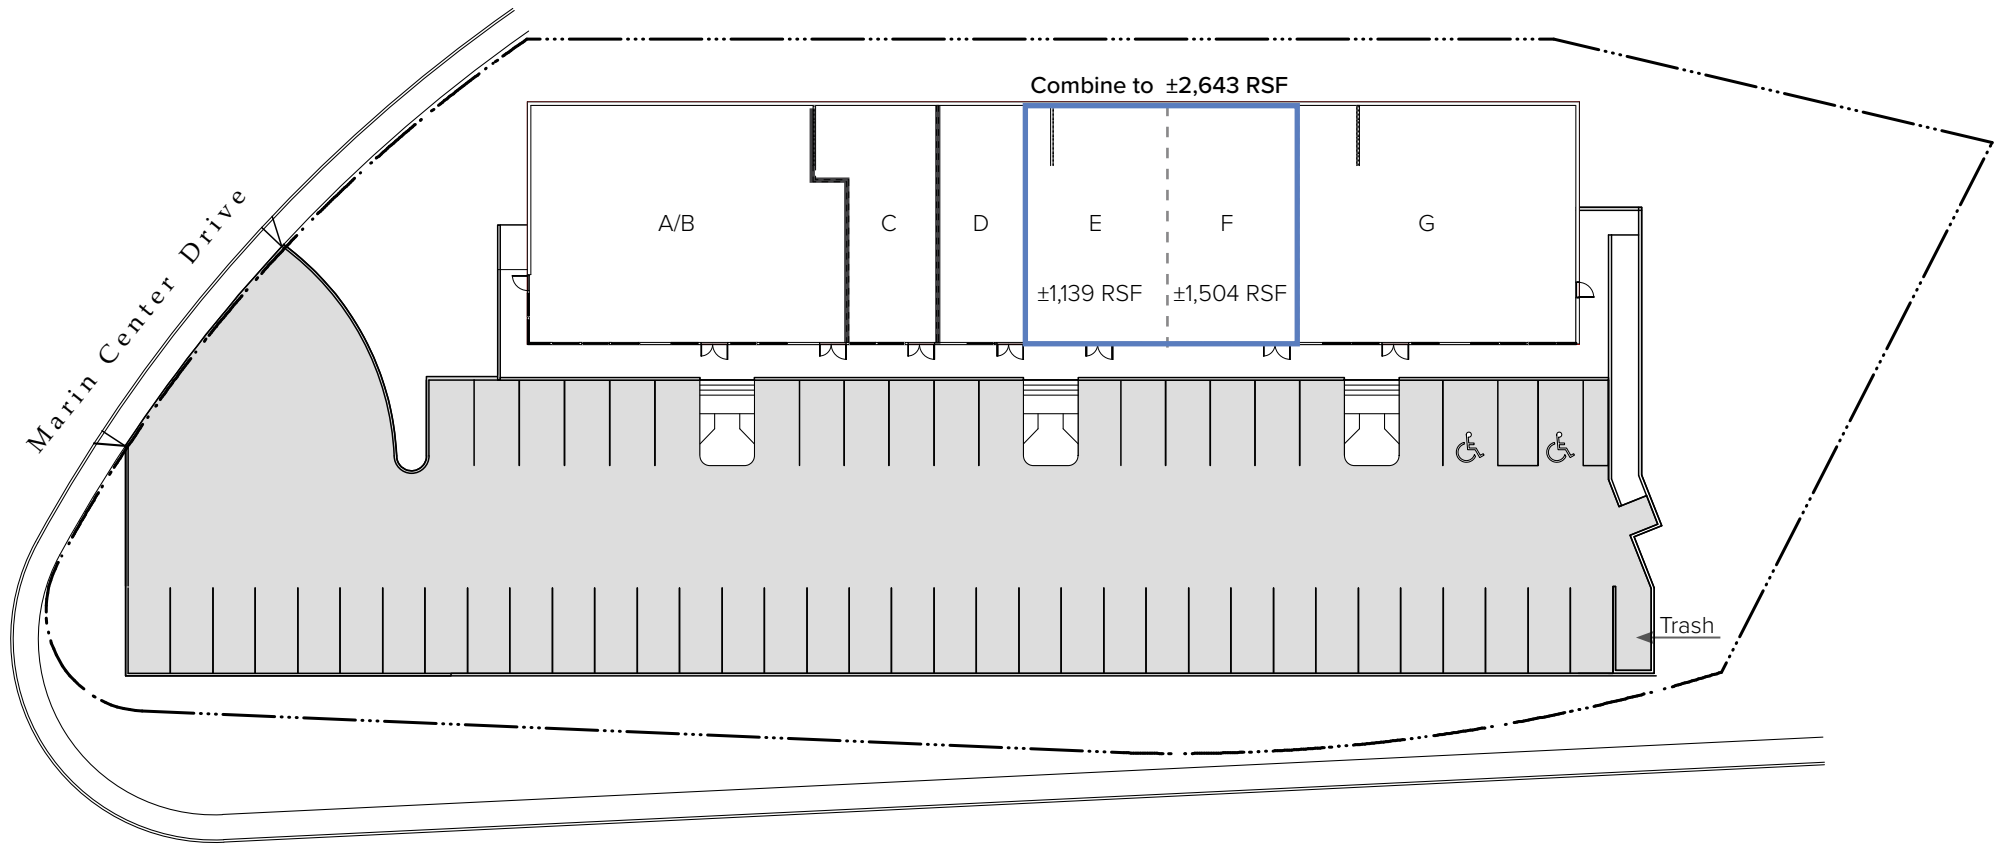 Combine to ±2,643 RSF
Marin Center Drive
A/B
C
D
E
F
G
±1,139 RSF
±1,504 RSF
Trash